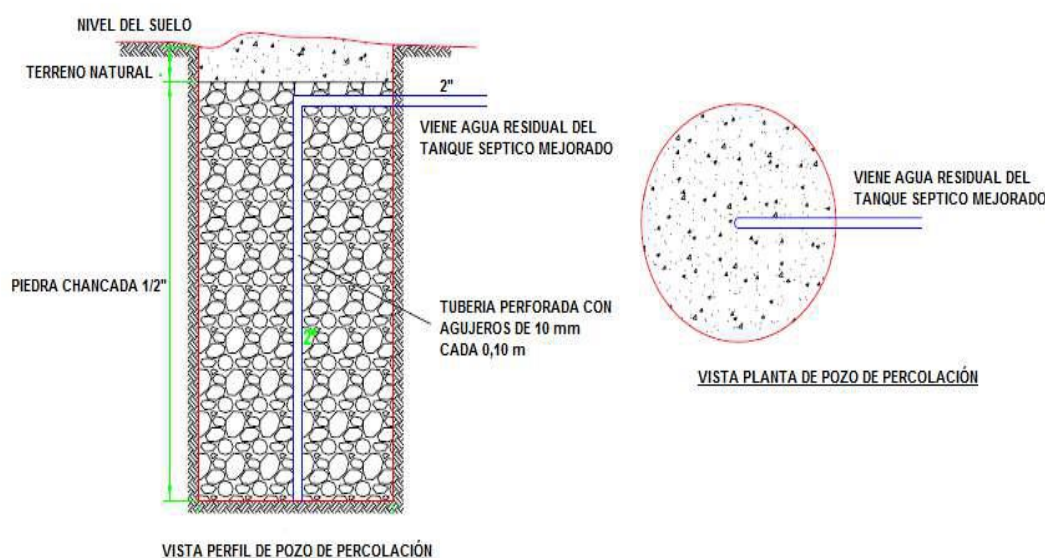 NIVEL DEL SUELO
TERRENO NATURAL
2"
VIENE AGUA RESIDUAL DEL
TANQUE SEPTICO MEJORADO
PIEDRA CHANCADA 1/2"
TUBERIA PERFORADA CON
AGUJEROS DE 10 mm
CADA 0,10 m
2"
VISTA PERFIL DE POZO DE PERCOLACIÓN
VIENE AGUA RESIDUAL DEL
TANQUE SEPTICO MEJORADO
VISTA PLANTA DE POZO DE PERCOLACIÓN